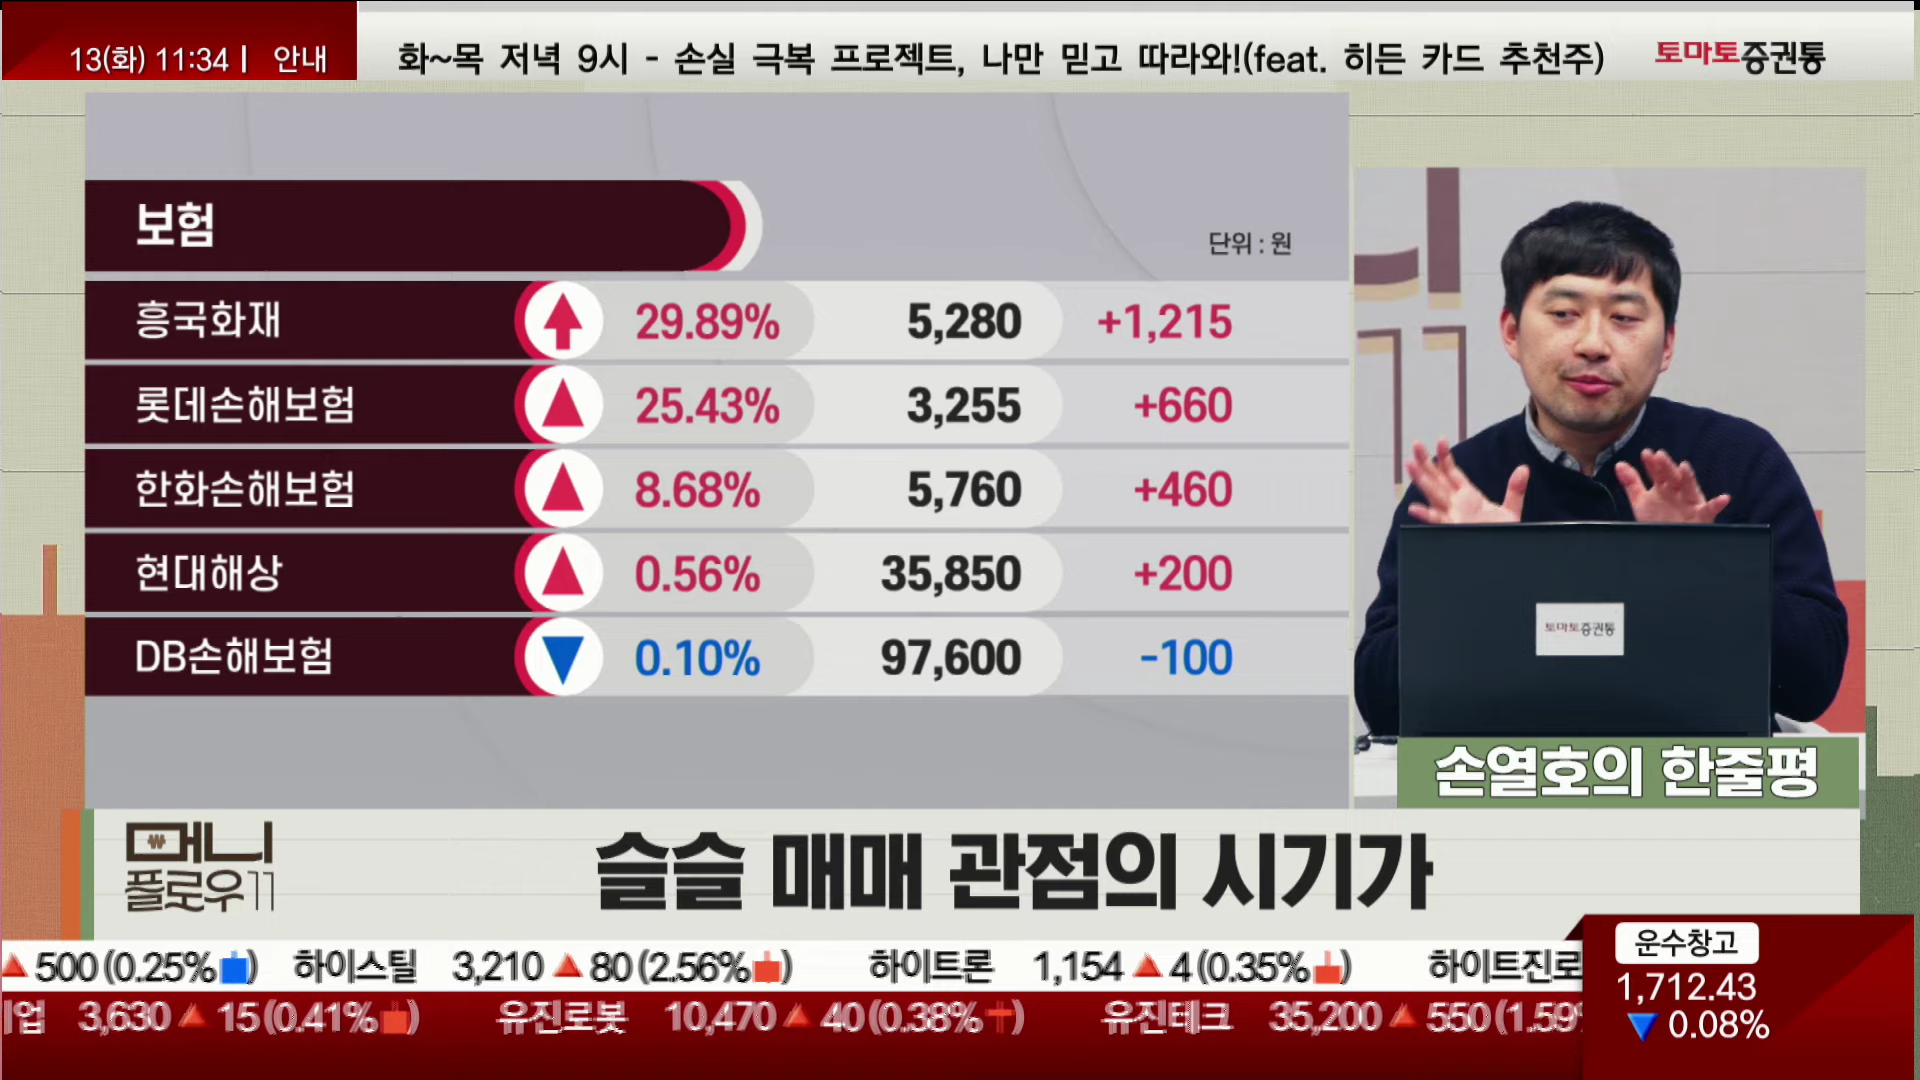 13(화) 11:34 | 안내
화~목 저녁 9시 - 손실 극복 프로젝트, 나만 믿고 따라와!(feat. 히든 카드 추천주)
토마토증권통
보험
단위 : 원
흥국화재 29.89% 5,280 +1,215
롯데손해보험 25.43% 3,255 +660
한화손해보험 8.68% 5,760 +460
현대해상 0.56% 35,850 +200
DB손해보험 0.10% 97,600 -100
토마토증권통
손열호의 한줄평
머니
플로우11
슬슬 매매 관점의 시기가
▲ 500 (0.25%) 하이스틸 3,210 ▲ 80 (2.56%) 하이트론 1,154 ▲ 4 (0.35%) 하이트진로
기업 3,630 ▲ 15 (0.41%) 유진로봇 10,470 ▲ 40 (0.38%) 유진테크 35,200 ▲ 550 (1.59%
운수창고
1,712.43
▼ 0.08%